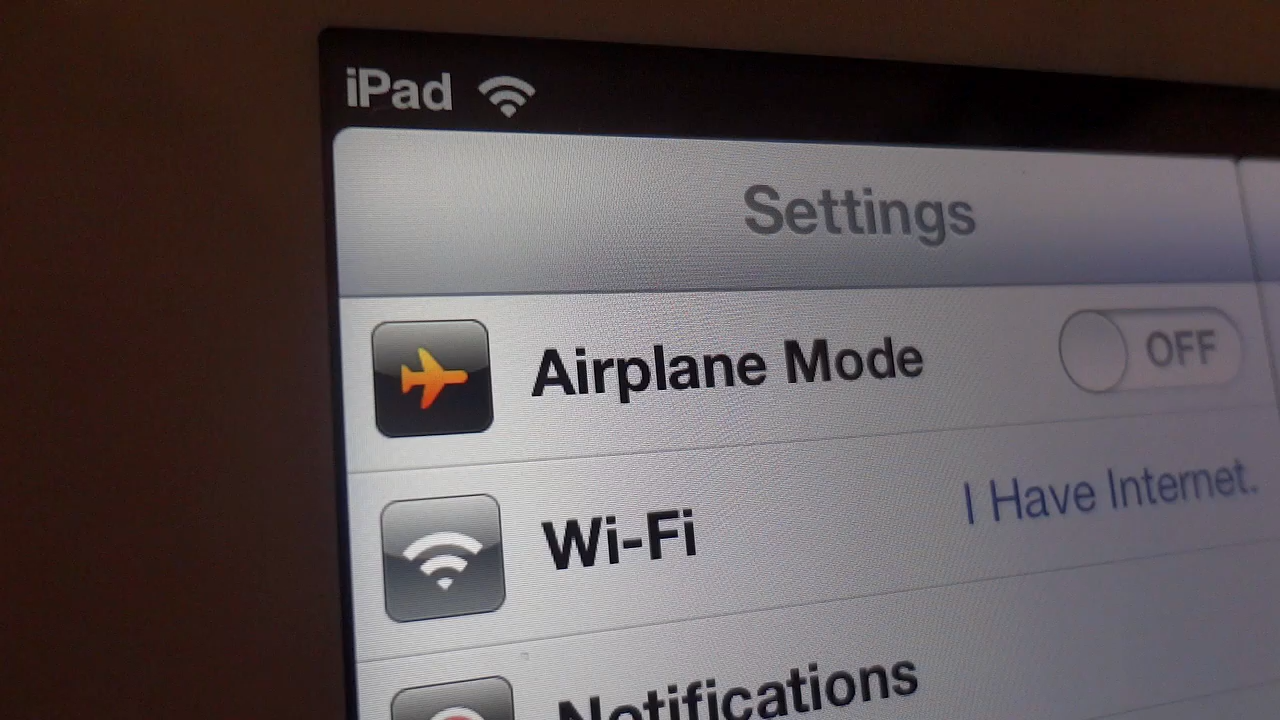 iPad
Settings
Airplane Mode OFF
Wi-Fi I Have Internet.
Notifications